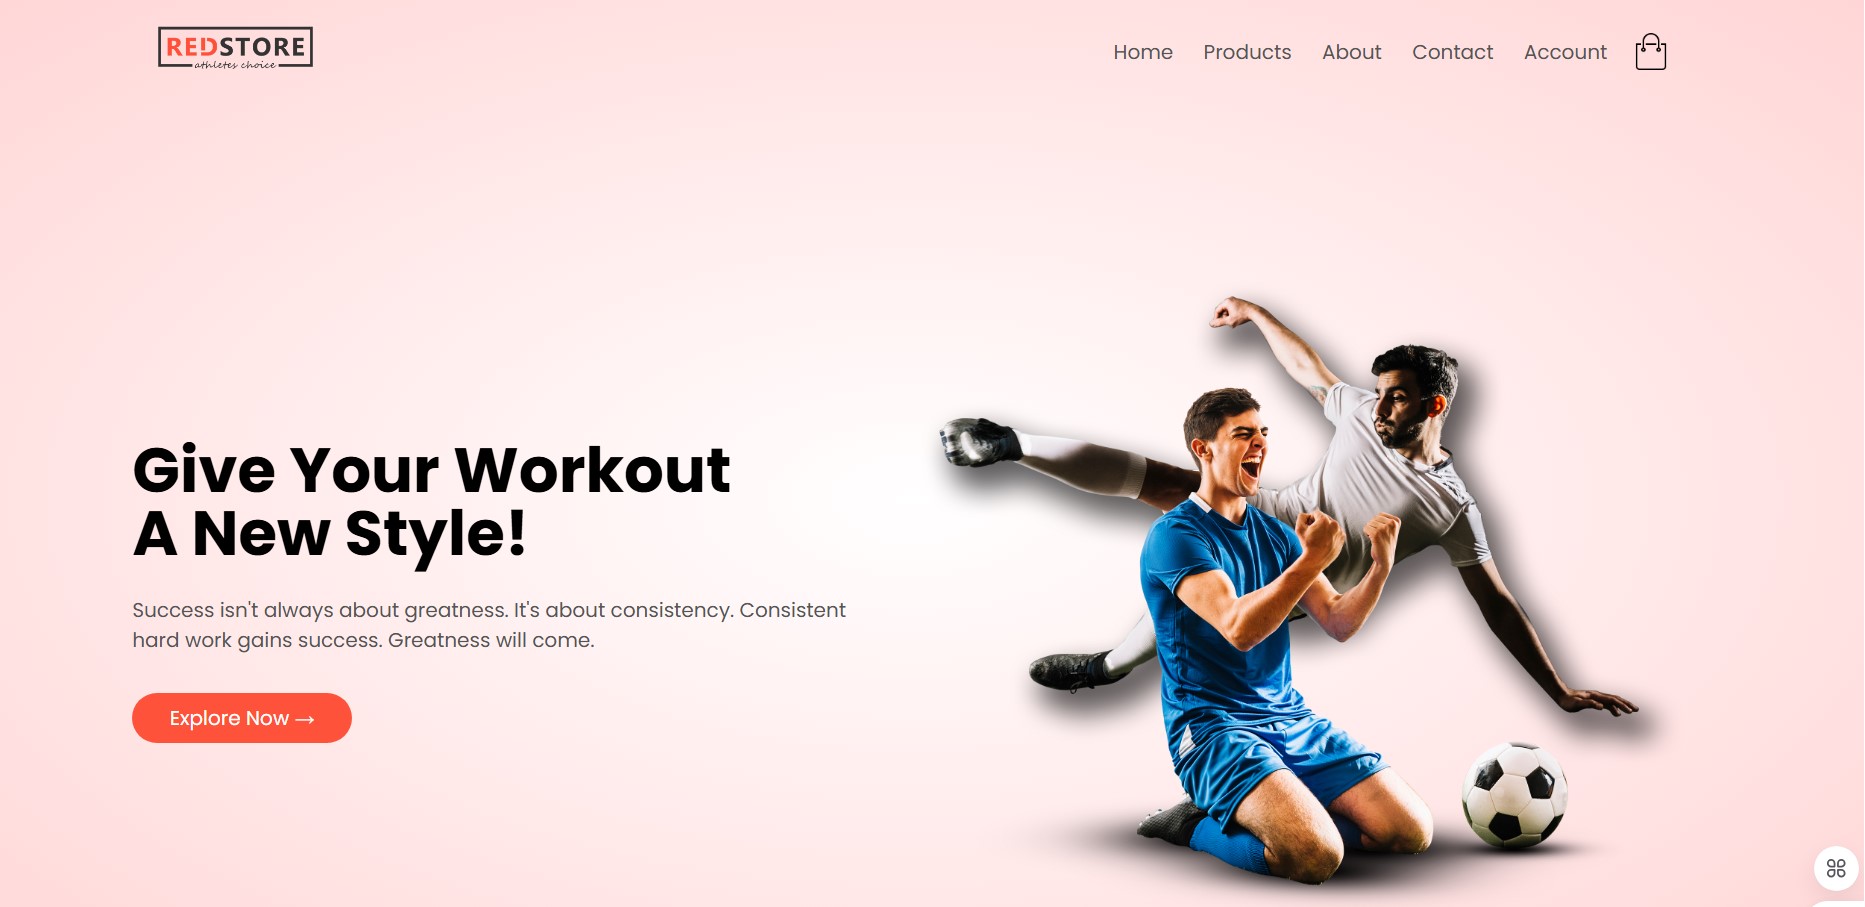 REDSTORE
athletes choice
Home Products About Contact Account
Give Your Workout
A New Style!
Success isn't always about greatness. It's about consistency. Consistent
hard work gains success. Greatness will come.
Explore Now →